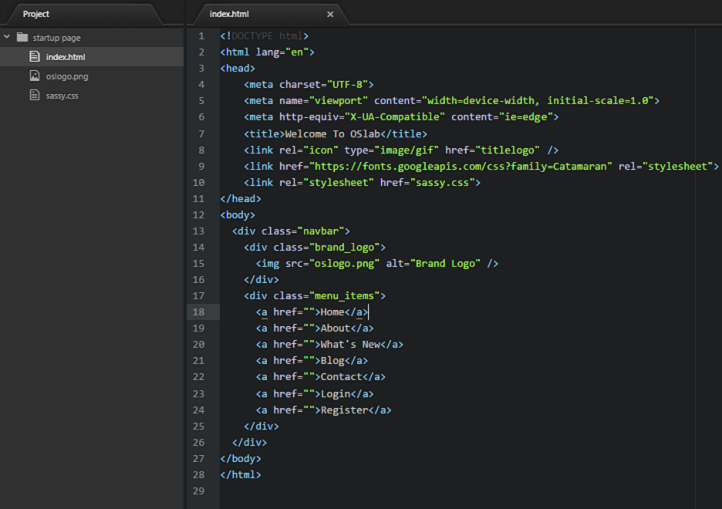 Project
startup page
index.html
oslogo.png
sassy.css
index.html
1 <!DOCTYPE html>
2 <html lang="en">
3 <head>
4 <meta charset="UTF-8">
5 <meta name="viewport" content="width=device-width, initial-scale=1.0">
6 <meta http-equiv="X-UA-Compatible" content="ie=edge">
7 <title>Welcome To OSlab</title>
8 <link rel="icon" type="image/gif" href="titlelogo" />
9 <link href="https://fonts.googleapis.com/css?family=Catamaran" rel="stylesheet">
10 <link rel="stylesheet" href="sassy.css">
11 </head>
12 <body>
13 <div class="navbar">
14 <div class="brand_logo">
15 <img src="oslogo.png" alt="Brand Logo" />
16 </div>
17 <div class="menu_items">
18 <a href="">Home</a>
19 <a href="">About</a>
20 <a href="">What's New</a>
21 <a href="">Blog</a>
22 <a href="">Contact</a>
23 <a href="">Login</a>
24 <a href="">Register</a>
25 </div>
26 </div>
27 </body>
28 </html>
29